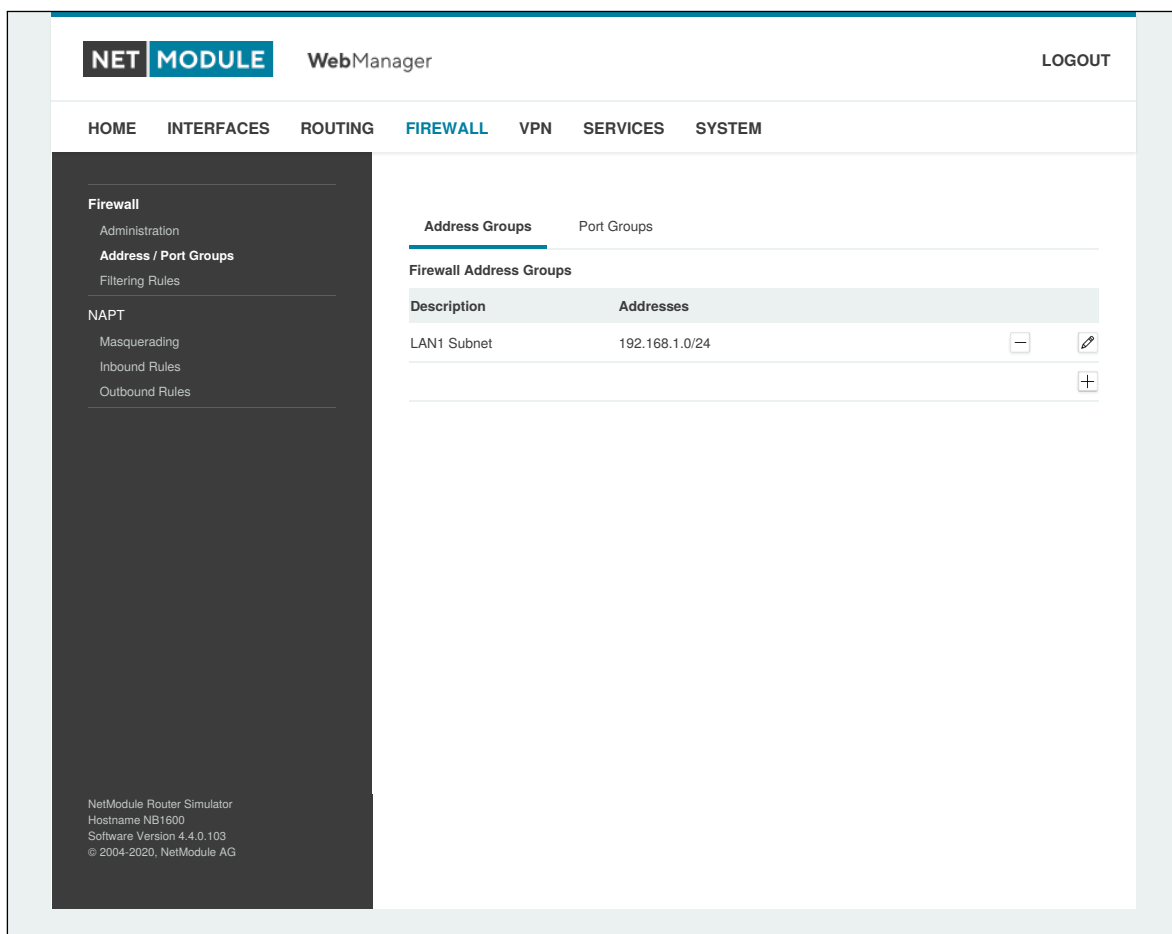 NET MODULE WebManager LOGOUT
HOME INTERFACES ROUTING FIREWALL VPN SERVICES SYSTEM
Firewall
Administration
Address / Port Groups
Filtering Rules
NAPT
Masquerading
Inbound Rules
Outbound Rules
Address Groups Port Groups
Firewall Address Groups
Description Addresses
LAN1 Subnet 192.168.1.0/24
NetModule Router Simulator
Hostname NB1600
Software Version 4.4.0.103
© 2004-2020, NetModule AG